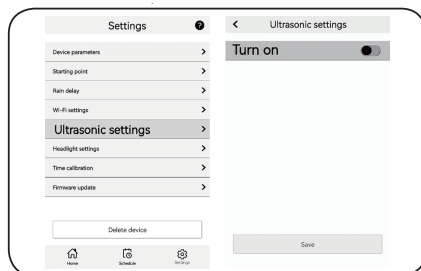 Settings
?
Device parameters
Starting point
Rain delay
Wi-Fi settings
Ultrasonic settings
Headlight settings
Time calibration
Firmware update
Delete device
Home
Schedule
Settings
Ultrasonic settings
Turn on
Save